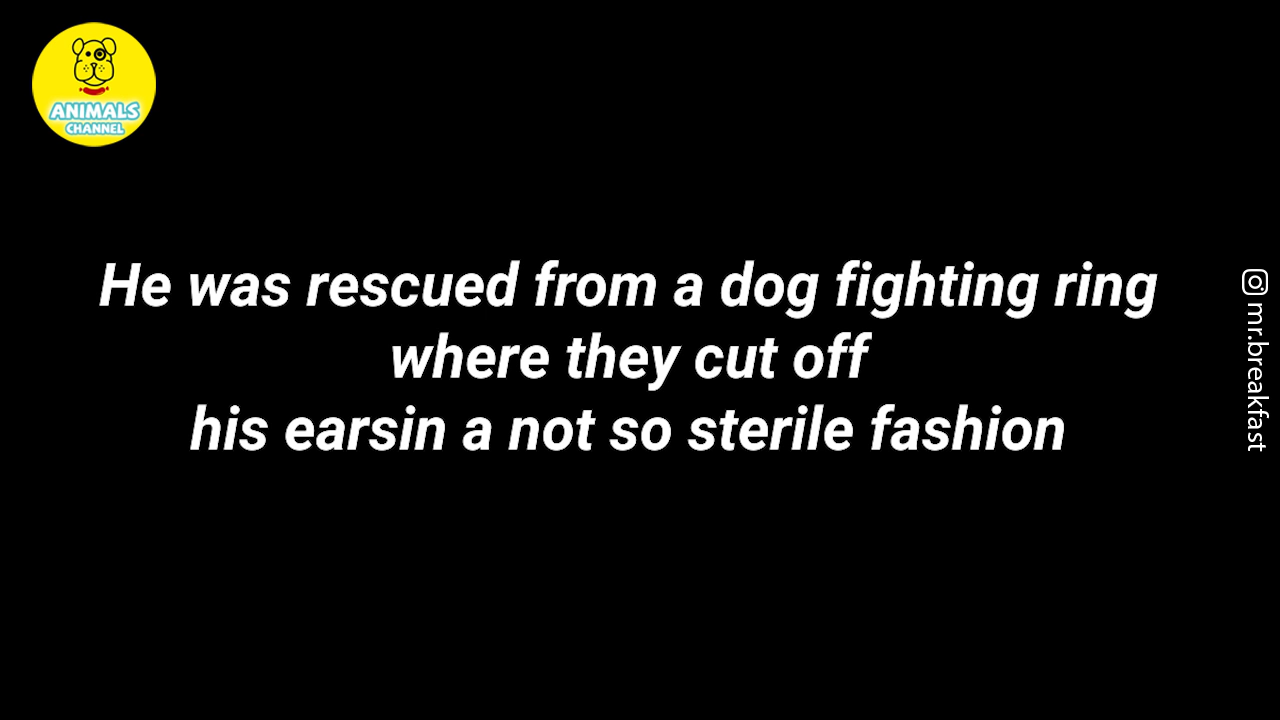 ANIMALS
CHANNEL
He was rescued from a dog fighting ring
where they cut off
his earsin a not so sterile fashion
mr.breakfast